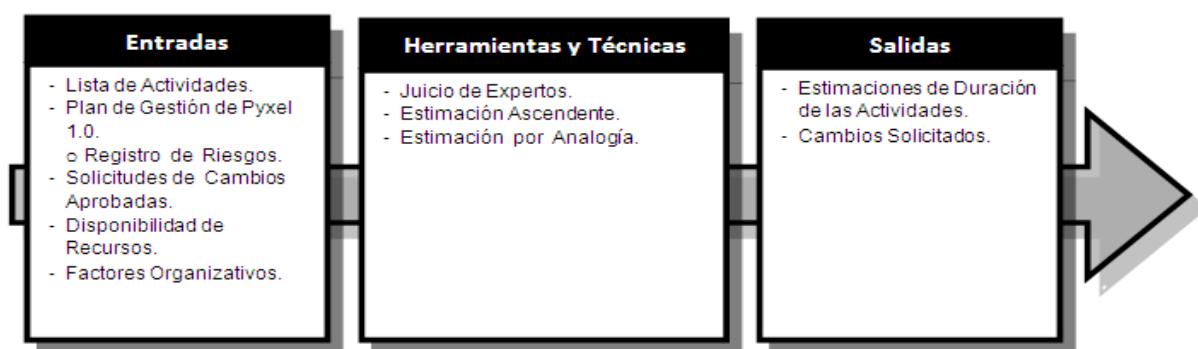 Entradas
- Lista de Actividades.
- Plan de Gestión de Pyxel
1.0.
o Registro de Riesgos.
- Solicitudes de Cambios
Aprobadas.
- Disponibilidad de
Recursos.
- Factores Organizativos.
Herramientas y Técnicas
- Juicio de Expertos.
- Estimación Ascendente.
- Estimación por Analogía.
Salidas
- Estimaciones de Duración
de las Actividades.
- Cambios Solicitados.